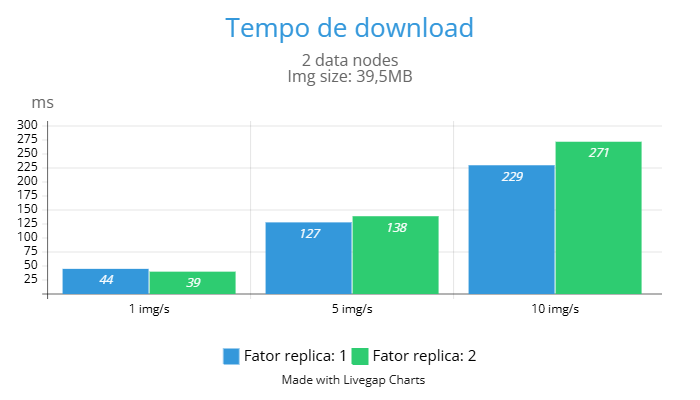 Tempo de download
2 data nodes
Img size: 39,5MB
ms
300
275
250
225
200
175
150
125
100
75
50
25
44
39
127
138
229
271
1 img/s
5 img/s
10 img/s
Fator replica: 1
Fator replica: 2
Made with Livegap Charts